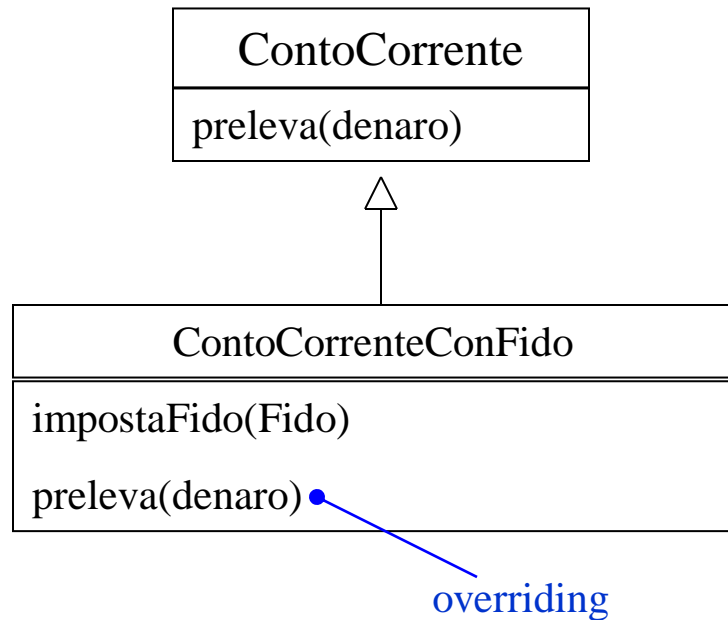 ContoCorrente
preleva(denaro)
ContoCorrenteConFido
impostaFido(Fido)
preleva(denaro)
overriding